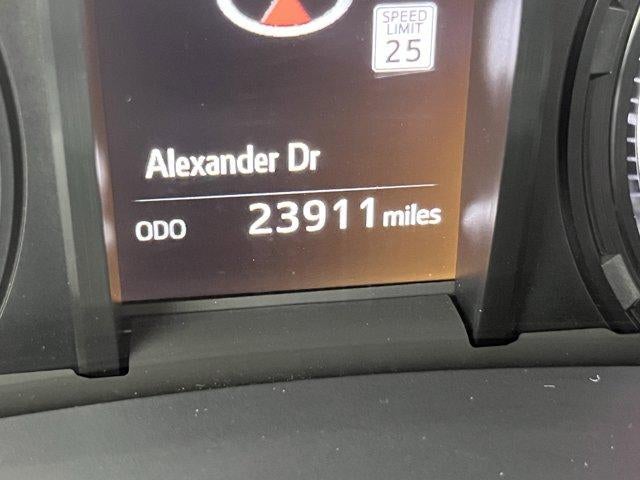 SPEED
LIMIT
25
Alexander Dr
ODO 23911 miles